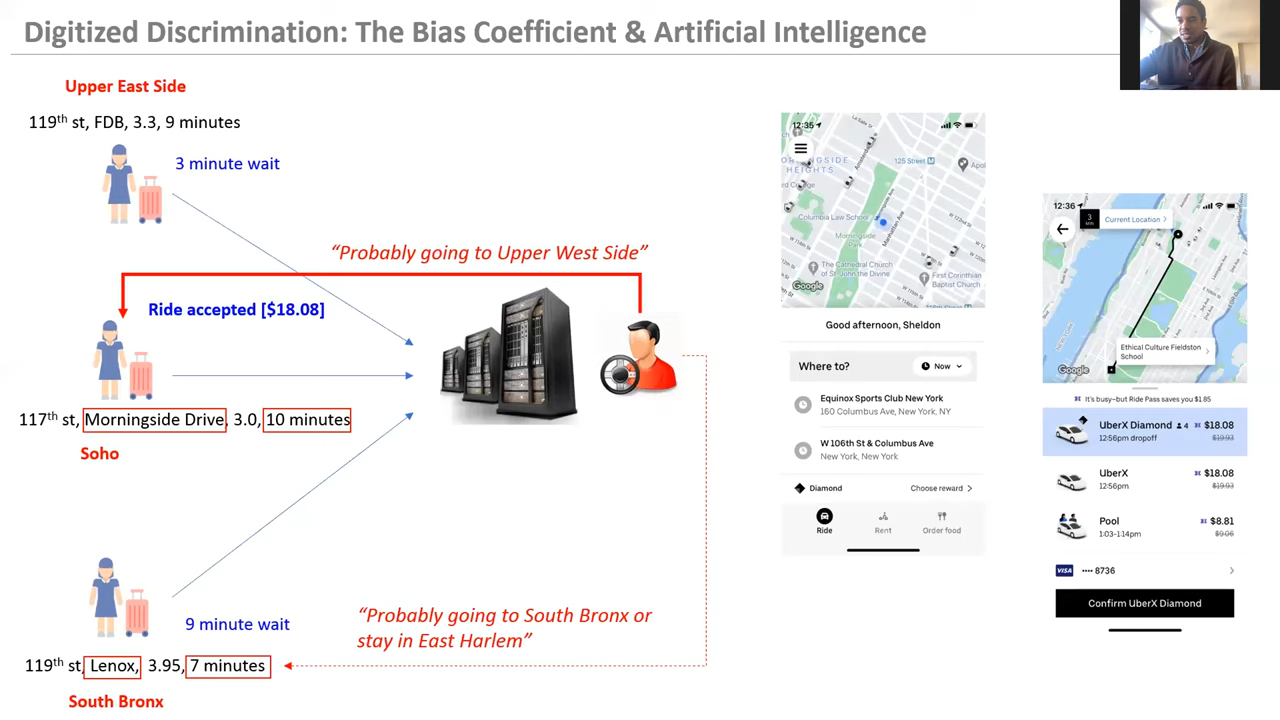 Digitized Discrimination: The Bias Coefficient & Artificial Intelligence
Upper East Side
119th st, FDB, 3.3, 9 minutes
3 minute wait
“Probably going to Upper West Side”
Ride accepted [$18.08]
117th st, Morningside Drive, 3.0, 10 minutes
Soho
9 minute wait
“Probably going to South Bronx or
stay in East Harlem”
119th st, Lenox, 3.95, 7 minutes
South Bronx
12:35
HEIGHTS
125 Street
Columbia Law School
Morningside
Park
Manhattan Ave
W 122nd St
The Cathedral Church
of St. John the Divine
First Corinthian
Baptist Church
Google
Good afternoon, Sheldon
Where to?
Now
Equinox Sports Club New York
160 Columbus Ave, New York, NY
W 106th St & Columbus Ave
New York, New York
Diamond
Choose reward
Ride
Rent
Order food
12:36
3
MIN
Current Location
Ethical Culture Fieldston
School
Google
It's busy–but Ride Pass saves you $1.85
UberX Diamond 4 $18.08
12:56pm dropoff $19.93
UberX $18.08
12:56pm $19.93
Pool $8.81
1:03-1:14pm $9.06
VISA •••• 8736
Confirm UberX Diamond